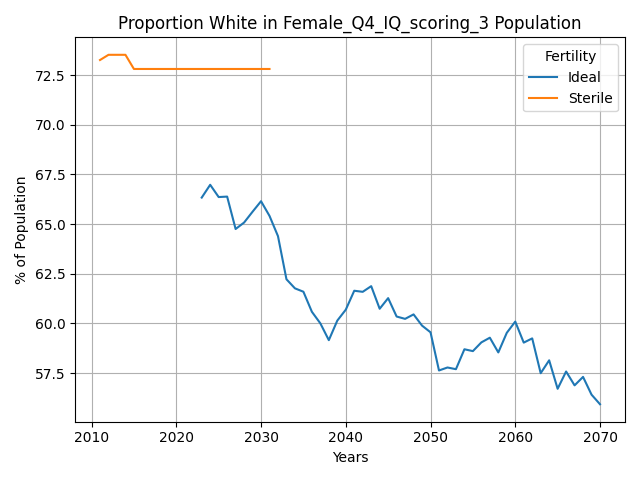 Proportion White in Female_Q4_IQ_scoring_3 Population
Fertility
Ideal
Sterile
72.5
70.0
67.5
65.0
62.5
60.0
57.5
% of Population
2010 2020 2030 2040 2050 2060 2070
Years